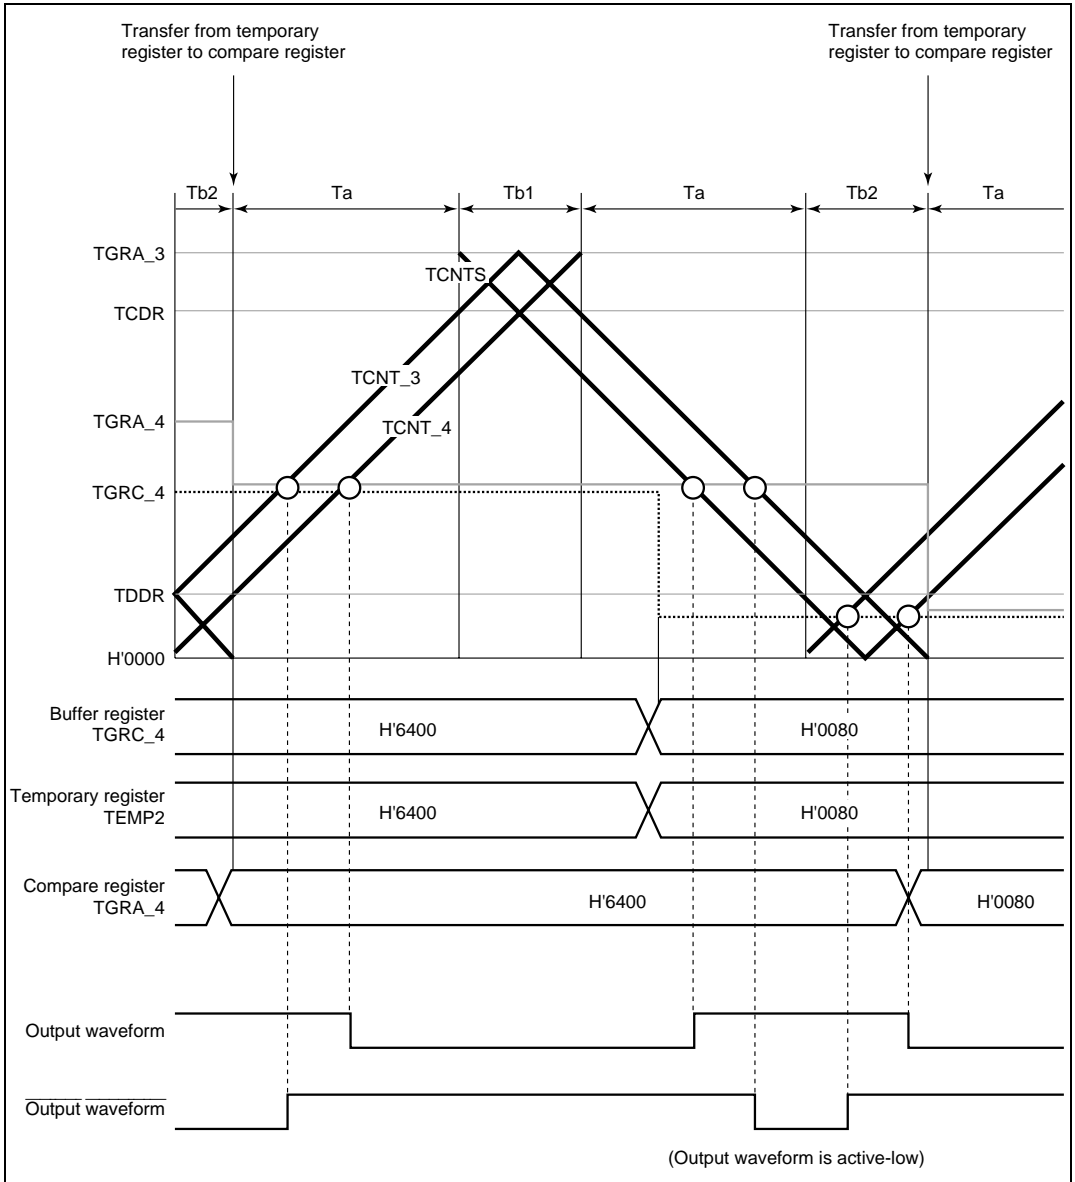 Transfer from temporary
register to compare register
Transfer from temporary
register to compare register
Tb2
Ta
Tb1
Ta
Tb2
Ta
TGRA_3
TCNTS
TCDR
TCNT_3
TGRA_4
TCNT_4
TGRC_4
TDDR
H'0000
Buffer register
TGRC_4
H'6400
H'0080
Temporary register
TEMP2
H'6400
H'0080
Compare register
TGRA_4
H'6400
H'0080
Output waveform
Output waveform
(Output waveform is active-low)